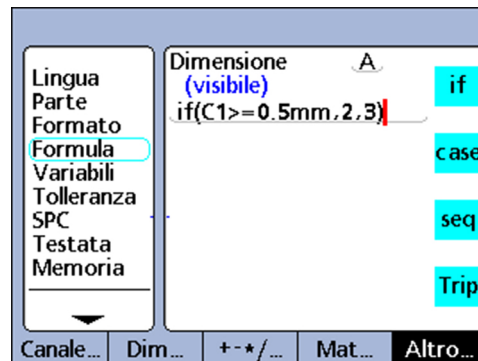 Lingua
Parte
Formato
Formula
Variabili
Tolleranza
SPC
Testata
Memoria
Dimensione A
(visibile)
if(C1>=0.5mm,2,3)
if
case
seq
Trip
Canale... Dim... +-*/... Mat... Altro...